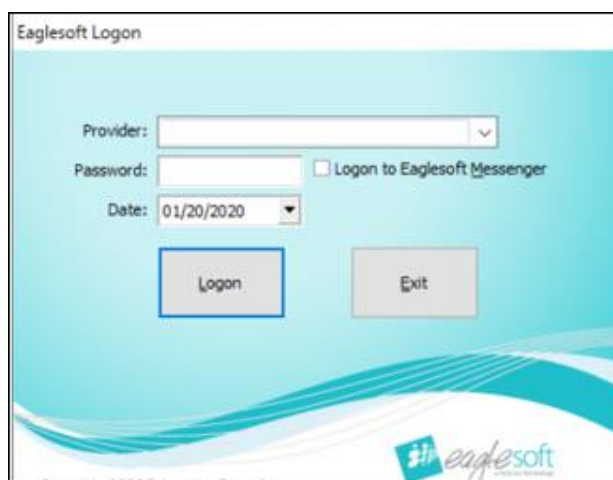 Eaglesoft Logon
Provider:
Password:
Logon to Eaglesoft Messenger
Date: 01/20/2020
Logon Exit
eaglesoft